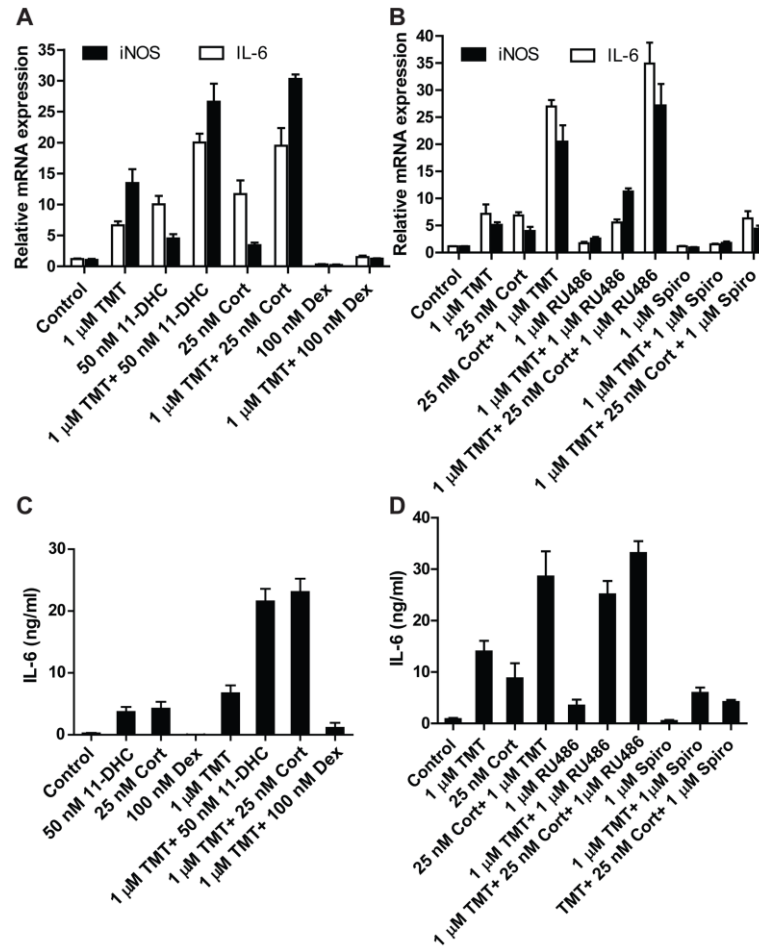 A
iNOS
IL-6
Relative mRNA expression
35
30
25
20
15
10
5
0
Control
1 µM TMT
50 nM 11-DHC
1 µM TMT+ 50 nM 11-DHC
25 nM Cort
1 µM TMT+ 25 nM Cort
100 nM Dex
1 µM TMT+ 100 nM Dex
B
iNOS
IL-6
Relative mRNA expression
40
35
30
25
20
15
10
5
0
Control
1 µM TMT
25 nM Cort
25 nM Cort+ 1 µM TMT
1 µM RU486
1 µM TMT+ 1 µM RU486
1 µM TMT+ 25 nM Cort+ 1 µM RU486
1 µM Spiro
1 µM TMT+ 1 µM Spiro
1 µM TMT+ 25 nM Cort + 1 µM Spiro
C
IL-6 (ng/ml)
30
20
10
0
Control
50 nM 11-DHC
25 nM Cort
100 nM Dex
1 µM TMT
1 µM TMT+ 50 nM 11-DHC
1 µM TMT+ 25 nM Cort
1 µM TMT+ 100 nM Dex
D
IL-6 (ng/ml)
40
30
20
10
0
Control
1 µM TMT
25 nM Cort
25 nM Cort+ 1 µM TMT
1 µM RU486
1 µM TMT+ 1 µM RU486
1 µM TMT+ 25 nM Cort+ 1 µM RU486
1 µM Spiro
1 µM TMT+ 1 µM Spiro
TMT+ 25 nM Cort+ 1 µM Spiro